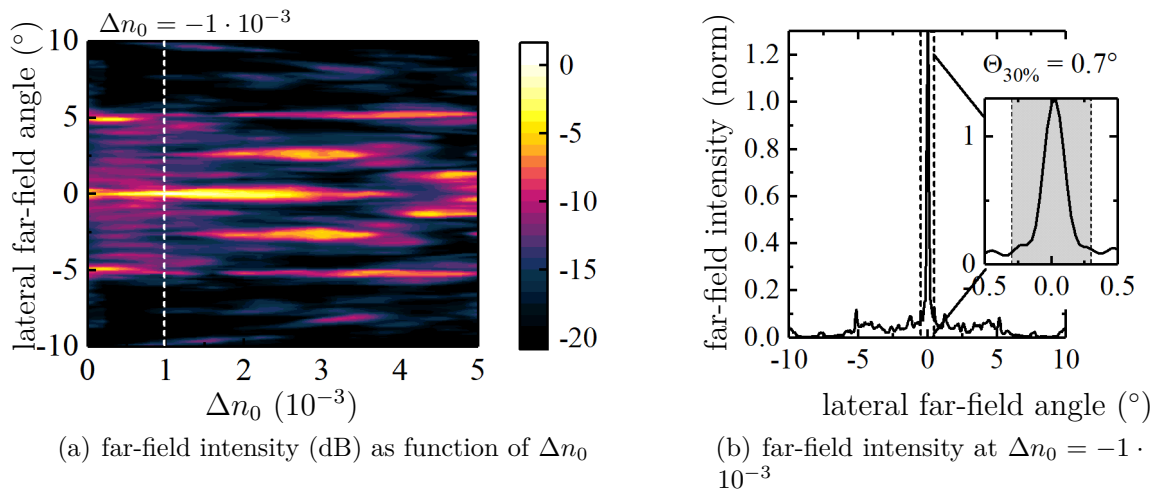 Δn₀ = −1 · 10⁻³
lateral far-field angle (°)
10
5
0
-5
-10
0 1 2 3 4 5
Δn₀ (10⁻³)
0
-5
-10
-15
-20
(a) far-field intensity (dB) as function of Δn₀
far-field intensity (norm)
1.2
1.0
0.8
0.6
0.4
0.2
0.0
-10 -5 0 5 10
lateral far-field angle (°)
Θ30% = 0.7°
1
0
-0.5 0.0 0.5
(b) far-field intensity at Δn₀ = −1 ·
10⁻³